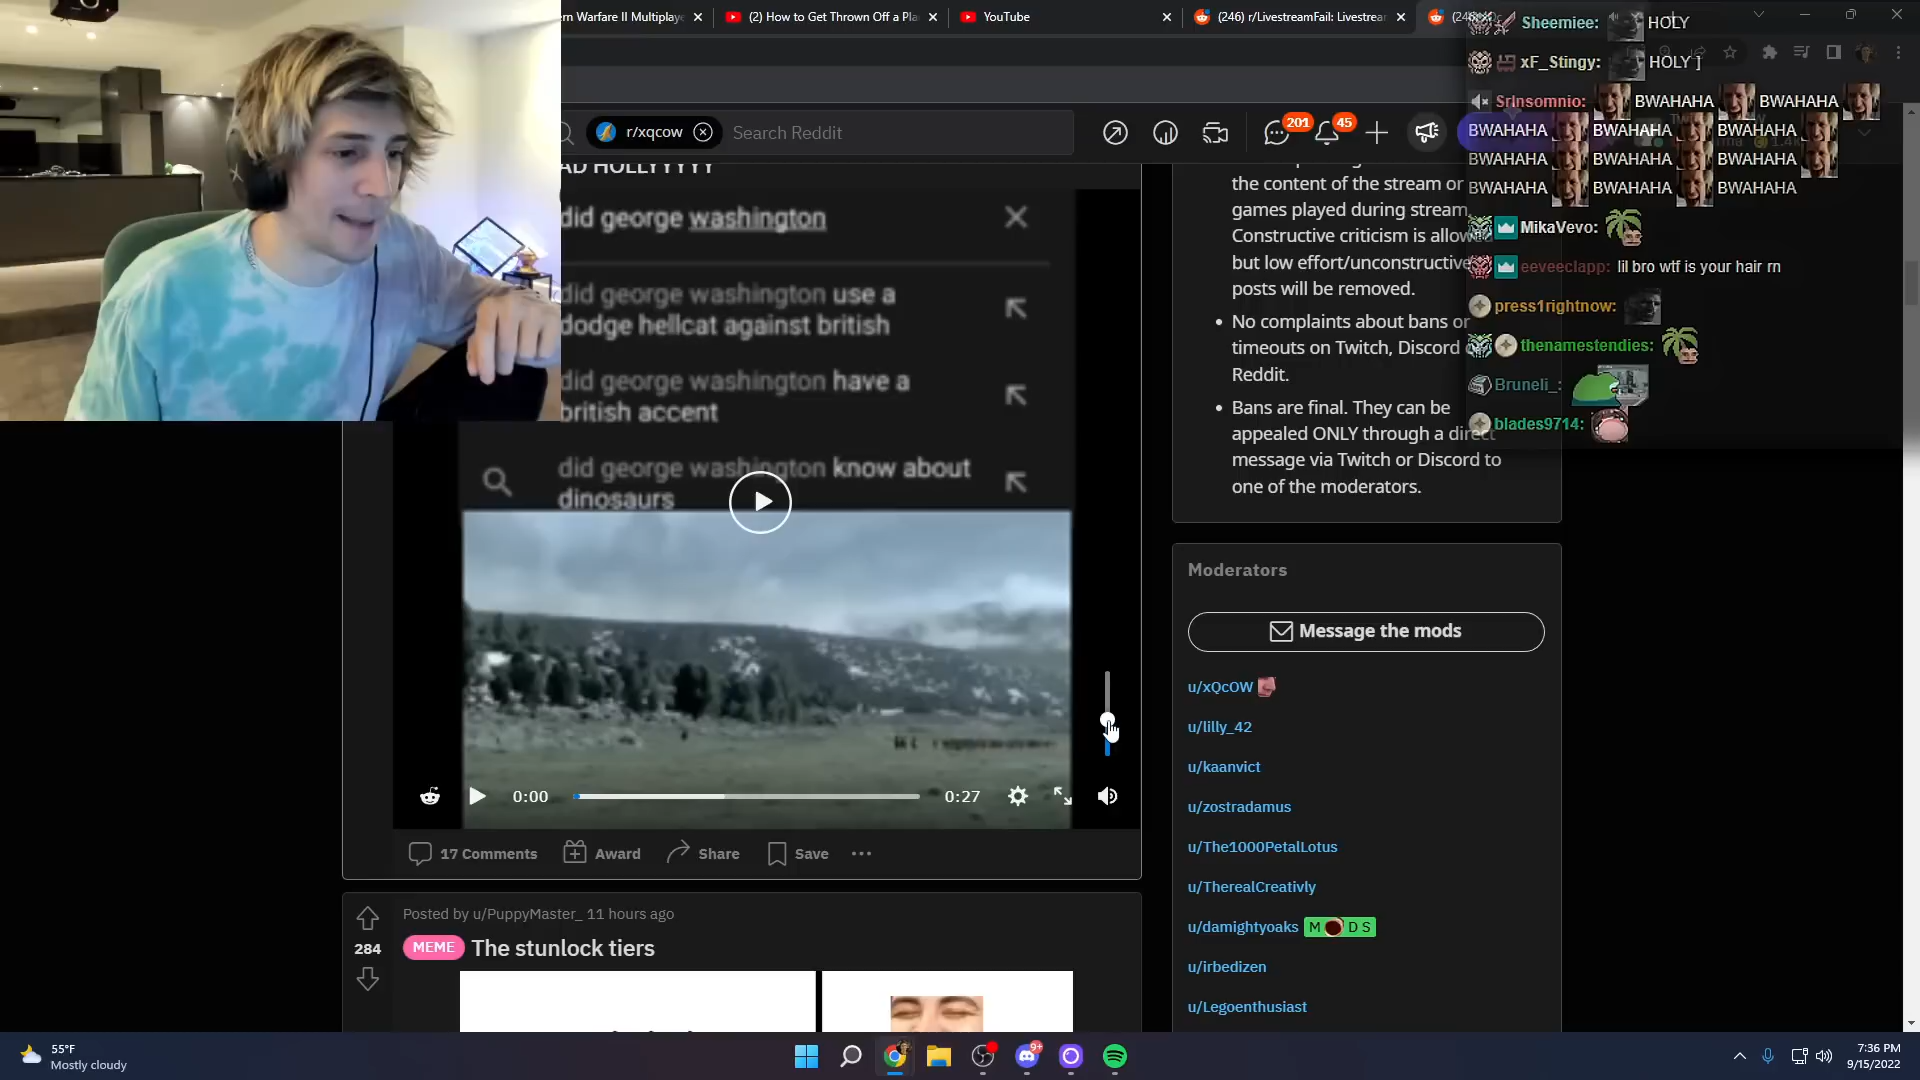 rn Warfare II Multiplaye
(2) How to Get Thrown Off a Pla
YouTube
(246) r/LivestreamFail: Livestrea
r/xqcow
Search Reddit
201
45
AD HOLLYYYYY
did george washington
did george washington use a
dodge hellcat against british
did george washington have a
british accent
did george washington know about
dinosaurs
0:00
0:27
17 Comments
Award
Share
Save
Posted by u/PuppyMaster_ 11 hours ago
284
MEME
The stunlock tiers
the content of the stream or
games played during stream.
Constructive criticism is allowed
but low effort/unconstructive
posts will be removed.
No complaints about bans or
timeouts on Twitch, Discord
Reddit.
Bans are final. They can be
appealed ONLY through a direct
message via Twitch or Discord to
one of the moderators.
Moderators
Message the mods
u/xQcOW
u/lilly_42
u/kaanvict
u/zostradamus
u/The1000PetalLotus
u/TherealCreativly
u/damightyoaks M DS
u/irbedizen
u/Legoenthusiast
Sheemiee: HOLY
xF_Stingy: HOLY ]
SrInsomnio: BWAHAHA BWAHAHA
BWAHAHA BWAHAHA BWAHAHA
BWAHAHA BWAHAHA BWAHAHA
BWAHAHA BWAHAHA BWAHAHA
MikaVevo:
eeveeclapp: lil bro wtf is your hair rn
press1rightnow:
thenamestendies:
Bruneli_:
blades9714:
55°F
Mostly cloudy
9+
7:36 PM
9/15/2022